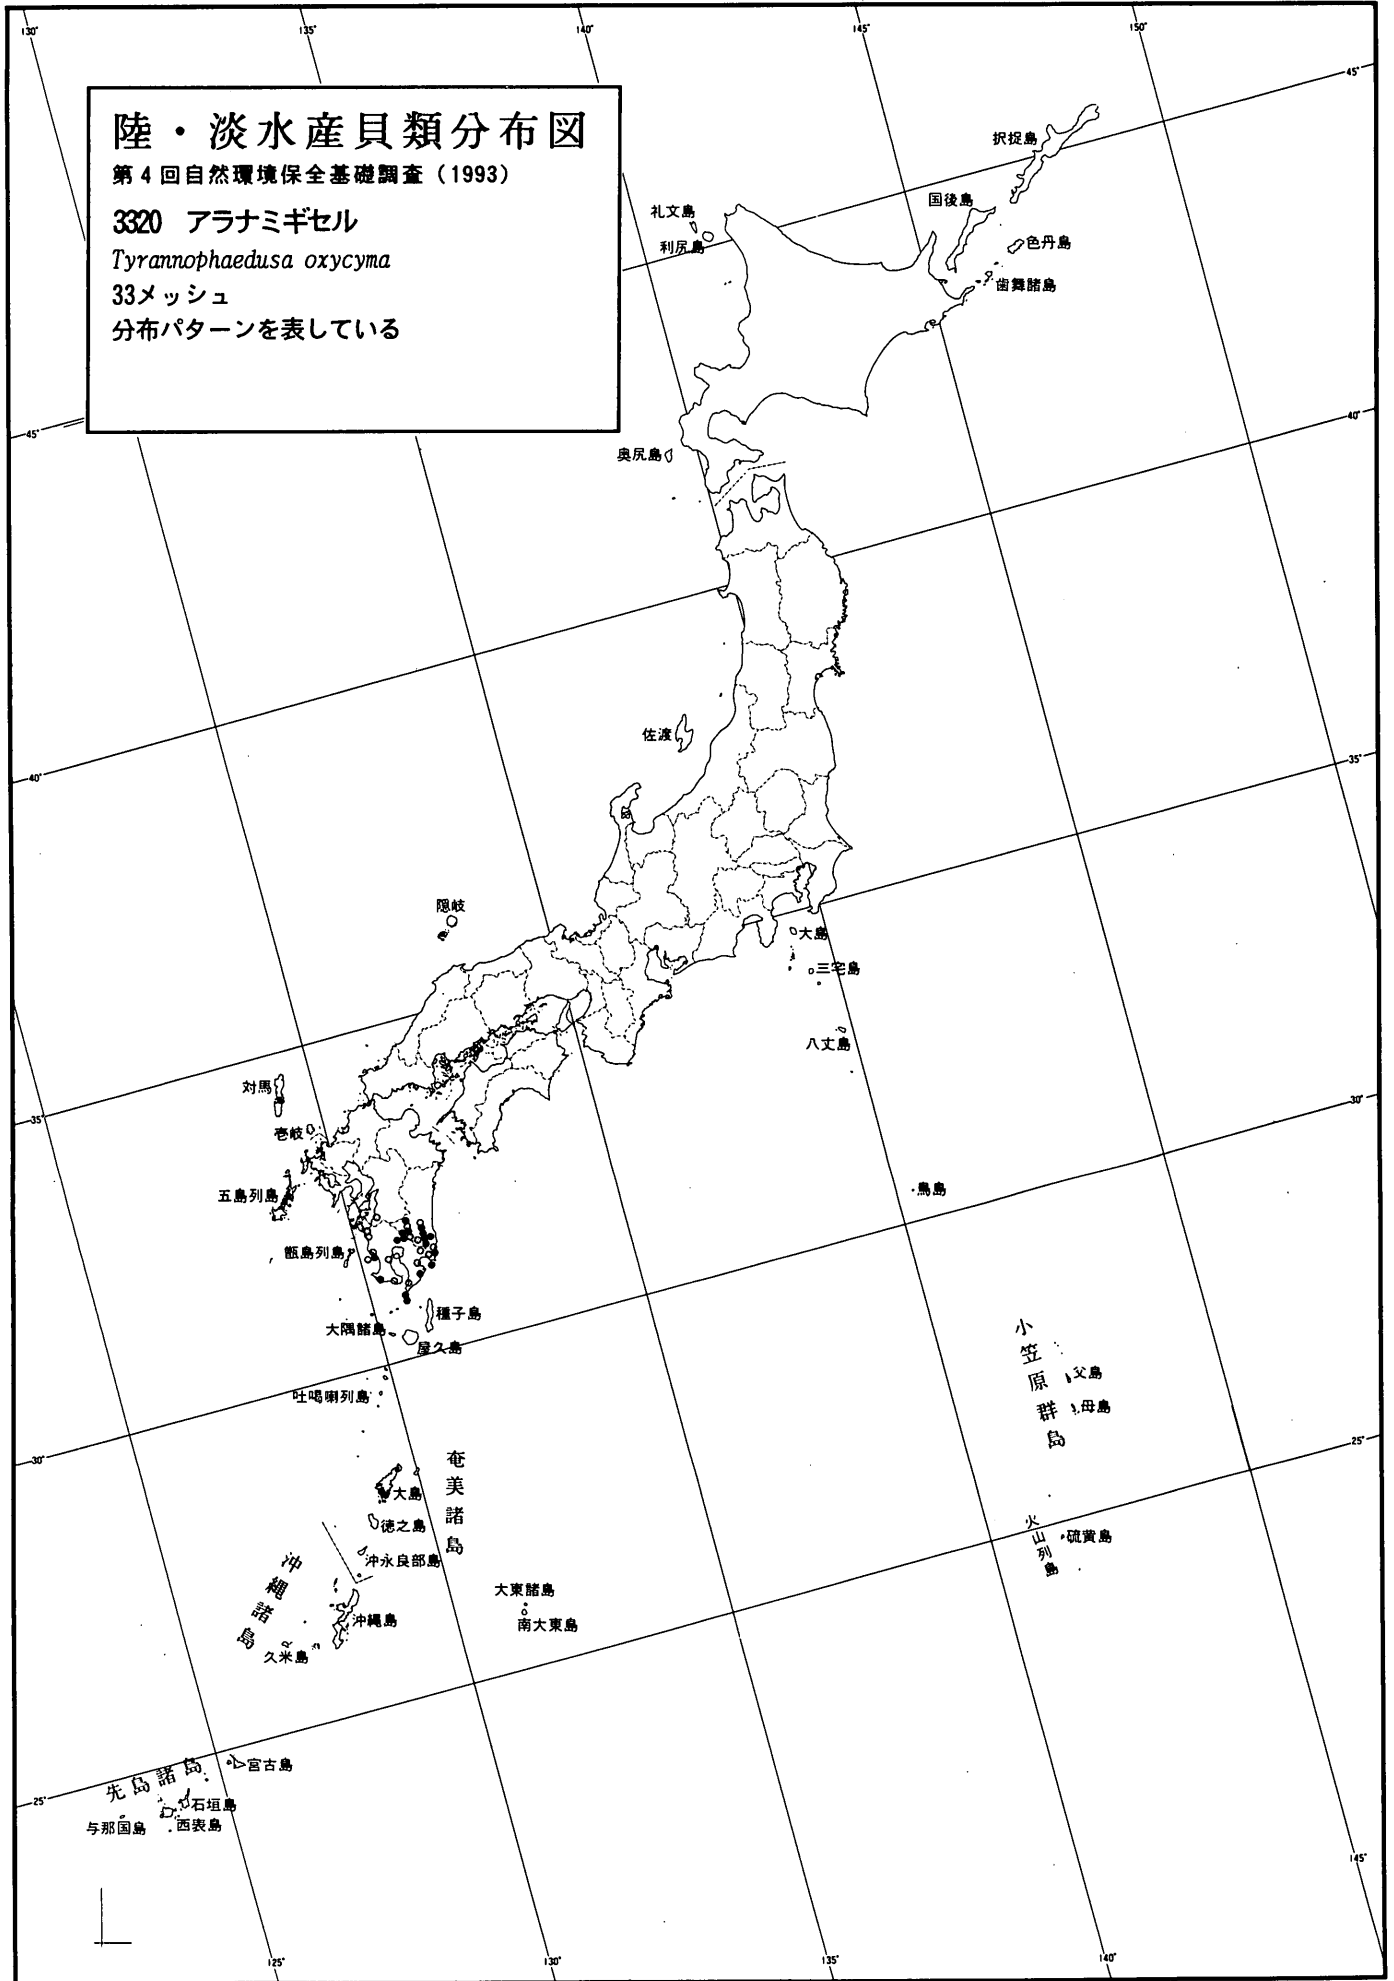 130°
135°
140°
145°
150°
陸・淡水産貝類分布図
第4回自然環境保全基礎調査（1993）
3320 アラナミギセル
Tyrannophaedusa oxycyma
33メッシュ
分布パターンを表している
45°
択捉島
国後島
礼文島
利尻島
色丹島
歯舞諸島
40°
45°
奥尻島
佐渡
35°
40°
隠岐
大島
三宅島
八丈島
対馬
30°
35°
壱岐
五島列島
鳥島
甑島列島
種子島
大隅諸島
屋久島
小笠原群島
父島
吐噶喇列島
母島
25°
30°
奄美諸島
大島
徳之島
火山列島
硫黄島
沖永良部島
沖縄諸島
大東諸島
沖縄島
南大東島
久米島
先島諸島
宮古島
25°
石垣島
与那国島
西表島
145°
125°
130°
135°
140°